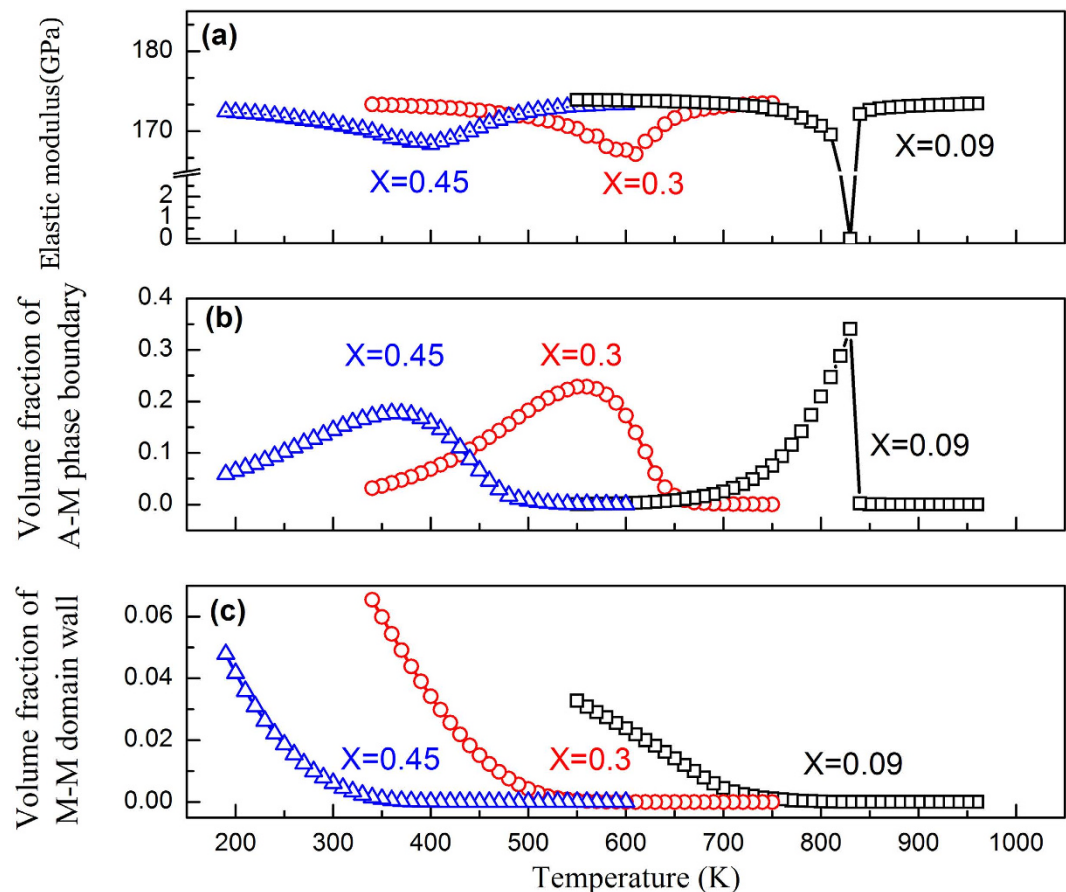 (a)
Elastic modulus(GPa)
180
170
2
1
0
X=0.45
X=0.3
X=0.09
(b)
Volume fraction of
A-M phase boundary
0.4
0.3
0.2
0.1
0.0
X=0.45
X=0.3
X=0.09
(c)
Volume fraction of
M-M domain wall
0.06
0.04
0.02
0.00
X=0.45
X=0.3
X=0.09
200 300 400 500 600 700 800 900 1000
Temperature (K)